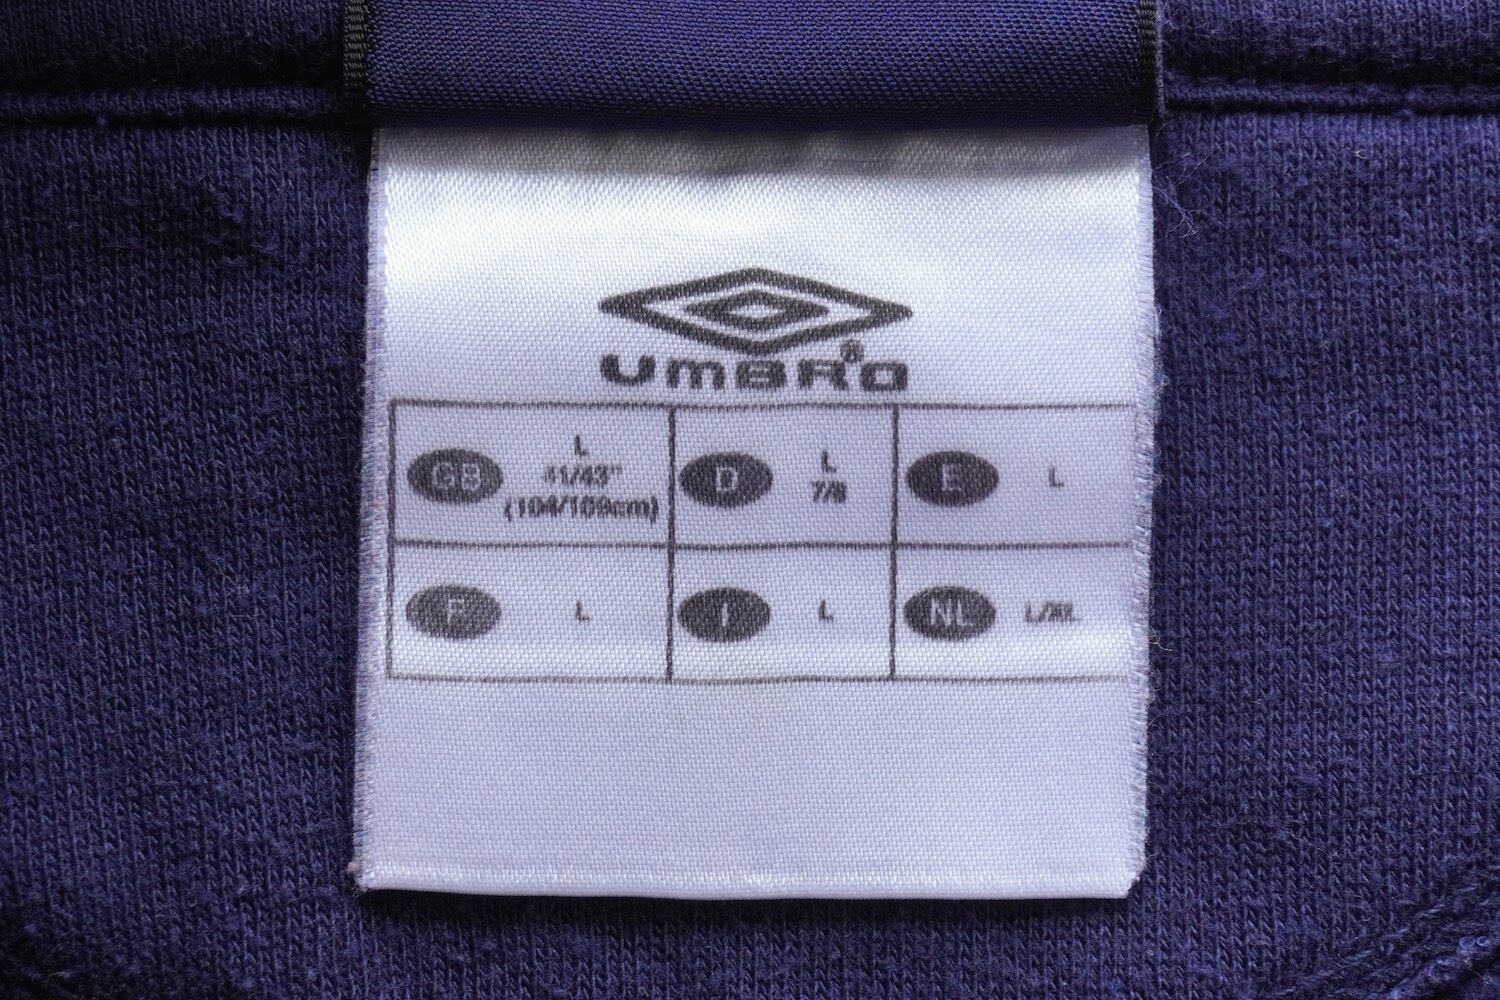 UMBRO®
GB L 41/43" (104/109cm) D L 7/8 E L
F L I L NL L/XL